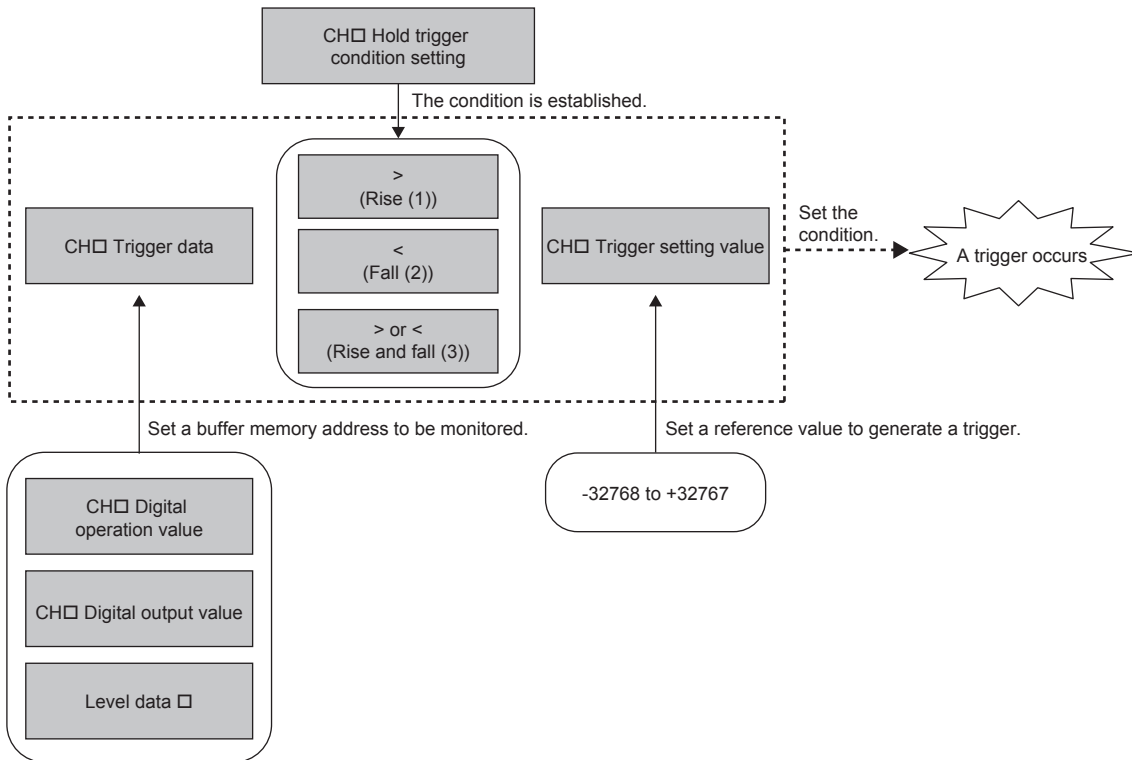 CH□ Hold trigger
condition setting
The condition is established.
>
(Rise (1))
CH□ Trigger data
<
(Fall (2))
CH□ Trigger setting value
Set the
condition.
A trigger occurs
> or <
(Rise and fall (3))
Set a buffer memory address to be monitored.
Set a reference value to generate a trigger.
CH□ Digital
operation value
-32768 to +32767
CH□ Digital output value
Level data □